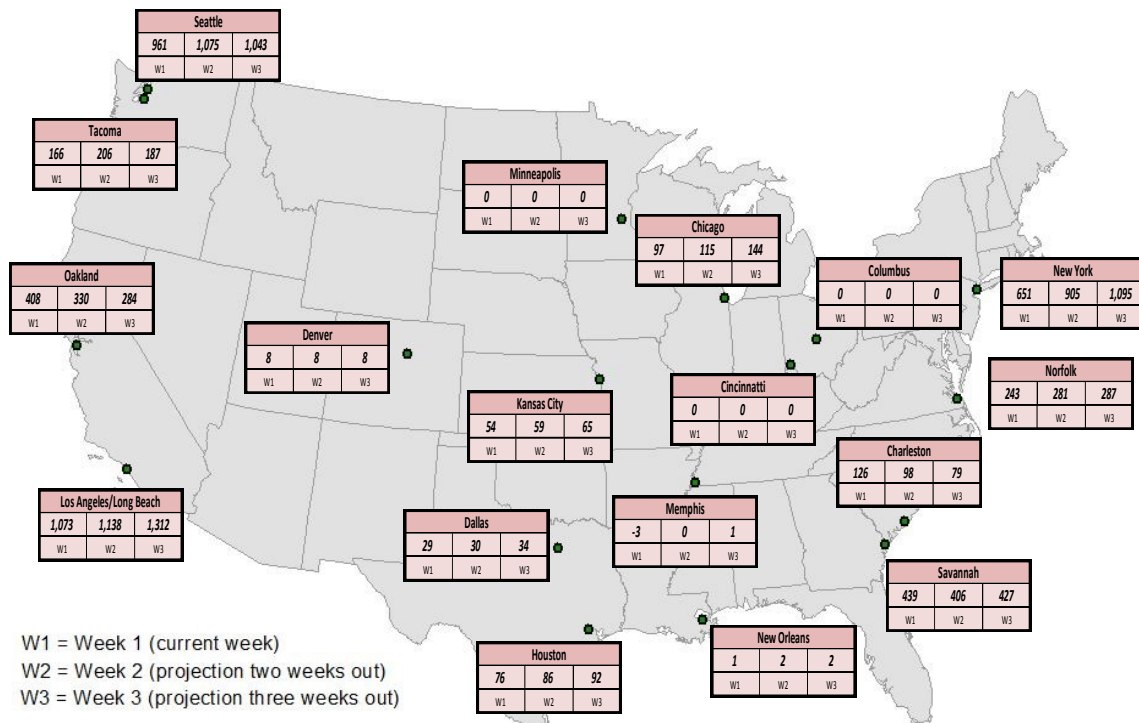 Seattle
961 1,075 1,043
W1 W2 W3
Tacoma
166 206 187
W1 W2 W3
Minneapolis
0 0 0
W1 W2 W3
Chicago
97 115 144
W1 W2 W3
Oakland
408 330 284
W1 W2 W3
Columbus
0 0 0
W1 W2 W3
New York
651 905 1,095
W1 W2 W3
Denver
8 8 8
W1 W2 W3
Norfolk
243 281 287
W1 W2 W3
Cincinnatti
0 0 0
W1 W2 W3
Kansas City
54 59 65
W1 W2 W3
Charleston
126 98 79
W1 W2 W3
Los Angeles/Long Beach
1,073 1,138 1,312
W1 W2 W3
Memphis
-3 0 1
W1 W2 W3
Dallas
29 30 34
W1 W2 W3
Savannah
439 406 427
W1 W2 W3
New Orleans
1 2 2
W1 W2 W3
Houston
76 86 92
W1 W2 W3
W1 = Week 1 (current week)
W2 = Week 2 (projection two weeks out)
W3 = Week 3 (projection three weeks out)